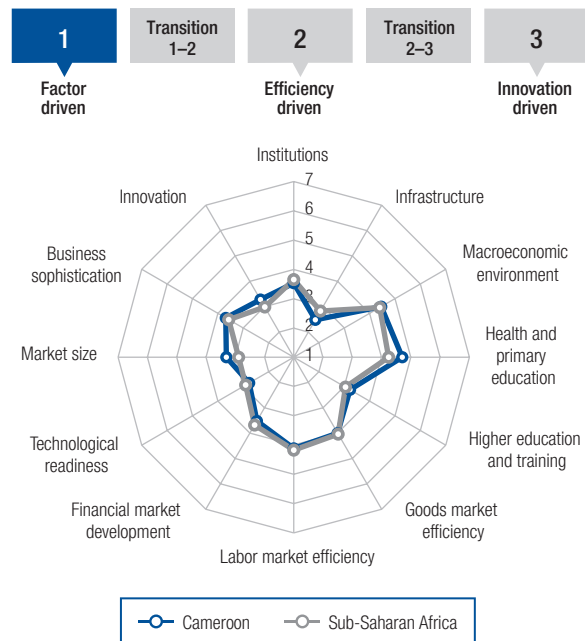 1
Transition
1–2
2
Transition
2–3
3
Factor
driven
Efficiency
driven
Innovation
driven
Institutions
7
6
5
4
3
2
1
Infrastructure
Macroeconomic
environment
Health and
primary
education
Higher education
and training
Goods market
efficiency
Labor market efficiency
Financial market
development
Technological
readiness
Market size
Business
sophistication
Innovation
Cameroon
Sub-Saharan Africa